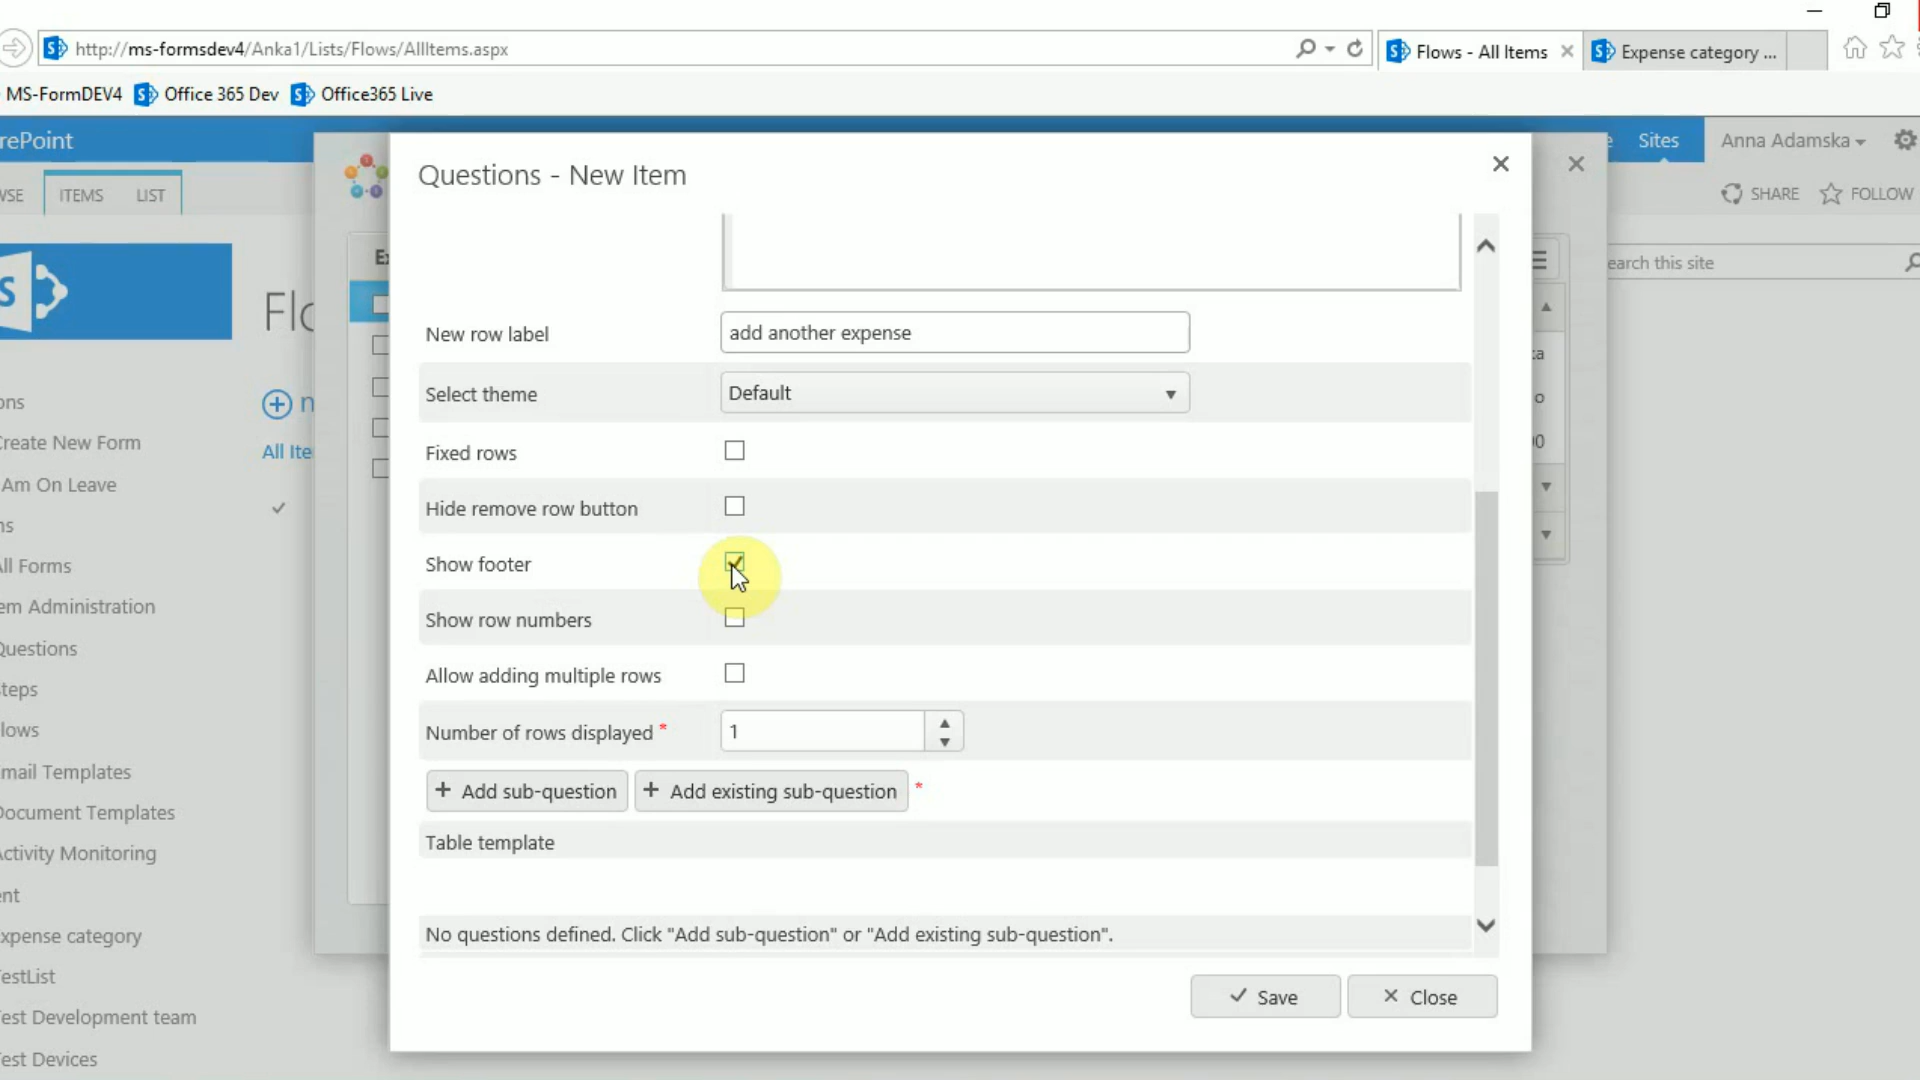 http://ms-formsdev4/Anka1/Lists/Flows/AllItems.aspx
Flows - All Items
Expense category ...
MS-FormDEV4
Office 365 Dev
Office365 Live
rePoint
Sites
Anna Adamska
ITEMS
LIST
SHARE
FOLLOW
Questions - New Item
earch this site
New row label
add another expense
Select theme
Default
Fixed rows
All Ite
reate New Form
Am On Leave
Hide remove row button
Show footer
ll Forms
em Administration
Show row numbers
Questions
Allow adding multiple rows
teps
Number of rows displayed *
1
lows
mail Templates
+ Add sub-question
+ Add existing sub-question *
Document Templates
Table template
ctivity Monitoring
ent
xpense category
No questions defined. Click "Add sub-question" or "Add existing sub-question".
estList
Save
Close
est Development team
est Devices